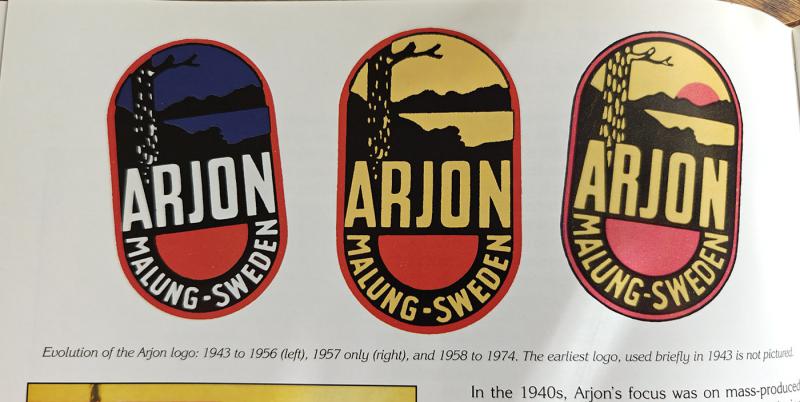 ARJON
MALUNG-SWEDEN
ARJON
MALUNG-SWEDEN
ARJON
MALUNG-SWEDEN
Evolution of the Arjon logo: 1943 to 1956 (left), 1957 only (right), and 1958 to 1974. The earliest logo, used briefly in 1943 is not pictured.
In the 1940s, Arjon's focus was on mass-produced